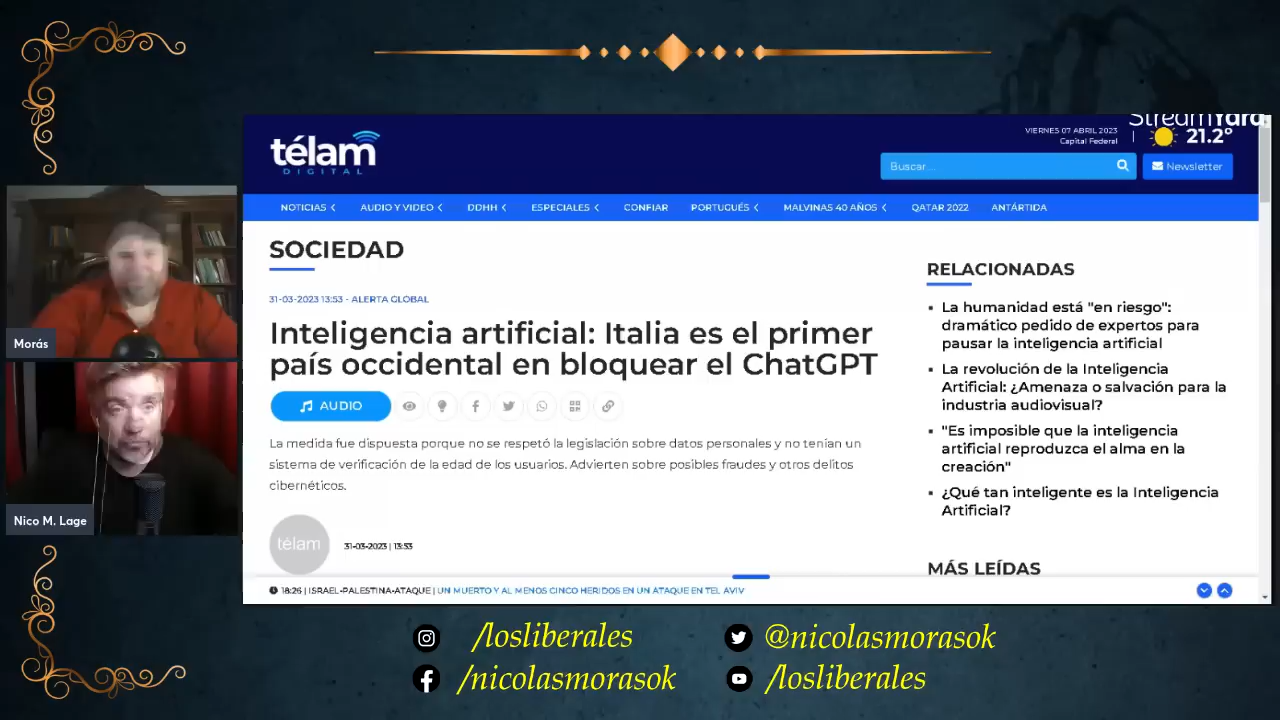 StreamYard
télam
DIGITAL
VIERNES 07 ABRIL 2023
Capital Federal
21.2º
Buscar...
Newsletter
NOTICIAS
AUDIO Y VIDEO
DDHH
ESPECIALES
CONFIAR
PORTUGUÊS
MALVINAS 40 AÑOS
QATAR 2022
ANTÁRTIDA
SOCIEDAD
31-03-2023 13:53 - ALERTA GLOBAL
Inteligencia artificial: Italia es el primer
país occidental en bloquear el ChatGPT
AUDIO
La medida fue dispuesta porque no se respetó la legislación sobre datos personales y no tenían un
sistema de verificación de la edad de los usuarios. Advierten sobre posibles fraudes y otros delitos
cibernéticos.
télam
31-03-2023 | 13:53
RELACIONADAS
La humanidad está "en riesgo":
dramático pedido de expertos para
pausar la inteligencia artificial
La revolución de la Inteligencia
Artificial: ¿Amenaza o salvación para la
industria audiovisual?
"Es imposible que la inteligencia
artificial reproduzca el alma en la
creación"
¿Qué tan inteligente es la Inteligencia
Artificial?
MÁS LEÍDAS
18:26 | ISRAEL-PALESTINA-ATAQUE | UN MUERTO Y AL MENOS CINCO HERIDOS EN UN ATAQUE EN TEL AVIV
Morás
Nico M. Lage
/losliberales
@nicolasmorasok
/nicolasmorasok
/losliberales